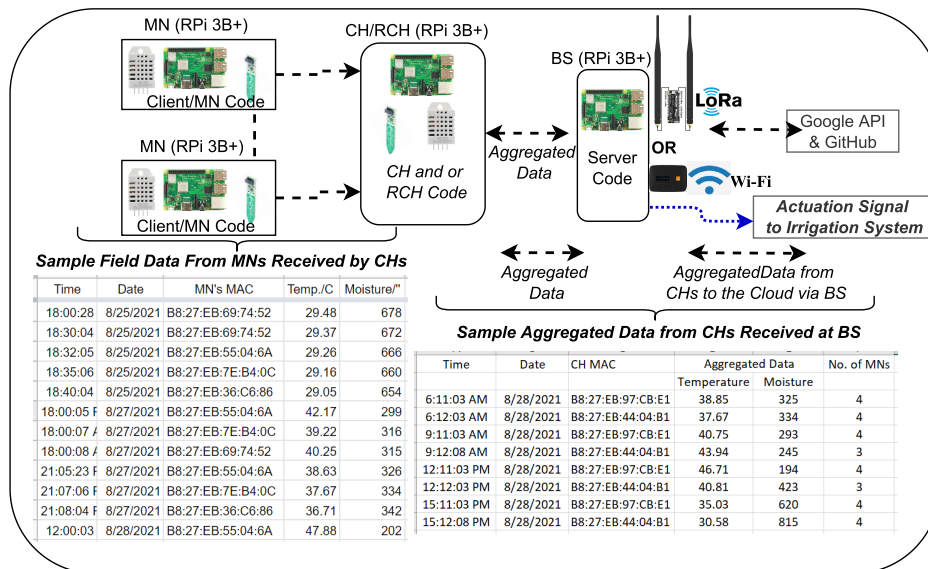 MN (RPi 3B+)
Client/MN Code
MN (RPi 3B+)
Client/MN Code
CH/RCH (RPi 3B+)
CH and or
RCH Code
Aggregated
Data
BS (RPi 3B+)
Server
Code
LoRa
OR
Wi-Fi
Google API
& GitHub
Actuation Signal
to Irrigation System
Aggregated
Data
AggregatedData from
CHs to the Cloud via BS
Sample Field Data From MNs Received by CHs
Time Date MN's MAC Temp./C Moisture/"
18:00:28 8/25/2021 B8:27:EB:69:74:52 29.48 678
18:30:04 8/25/2021 B8:27:EB:69:74:52 29.37 672
18:32:05 8/25/2021 B8:27:EB:55:04:6A 29.26 666
18:35:06 8/25/2021 B8:27:EB:7E:B4:0C 29.16 660
18:40:04 8/25/2021 B8:27:EB:36:C6:86 29.05 654
18:00:05 F 8/27/2021 B8:27:EB:55:04:6A 42.17 299
18:00:07 A 8/27/2021 B8:27:EB:7E:B4:0C 39.22 316
18:00:08 A 8/27/2021 B8:27:EB:69:74:52 40.25 315
21:05:23 F 8/27/2021 B8:27:EB:55:04:6A 38.63 326
21:07:06 F 8/27/2021 B8:27:EB:7E:B4:0C 37.67 334
21:08:04 F 8/27/2021 B8:27:EB:36:C6:86 36.71 342
12:00:03 8/28/2021 B8:27:EB:55:04:6A 47.88 202
Sample Aggregated Data from CHs Received at BS
Time Date CH MAC Aggregated Data No. of MNs
Temperature Moisture
6:11:03 AM 8/28/2021 B8:27:EB:97:CB:E1 38.85 325 4
6:12:03 AM 8/28/2021 B8:27:EB:44:04:B1 37.67 334 4
9:11:03 AM 8/28/2021 B8:27:EB:97:CB:E1 40.75 293 4
9:12:08 AM 8/28/2021 B8:27:EB:44:04:B1 43.94 245 3
12:11:03 PM 8/28/2021 B8:27:EB:97:CB:E1 46.71 194 4
12:12:03 PM 8/28/2021 B8:27:EB:44:04:B1 40.81 423 3
15:11:03 PM 8/28/2021 B8:27:EB:97:CB:E1 35.03 620 4
15:12:08 PM 8/28/2021 B8:27:EB:44:04:B1 30.58 815 4